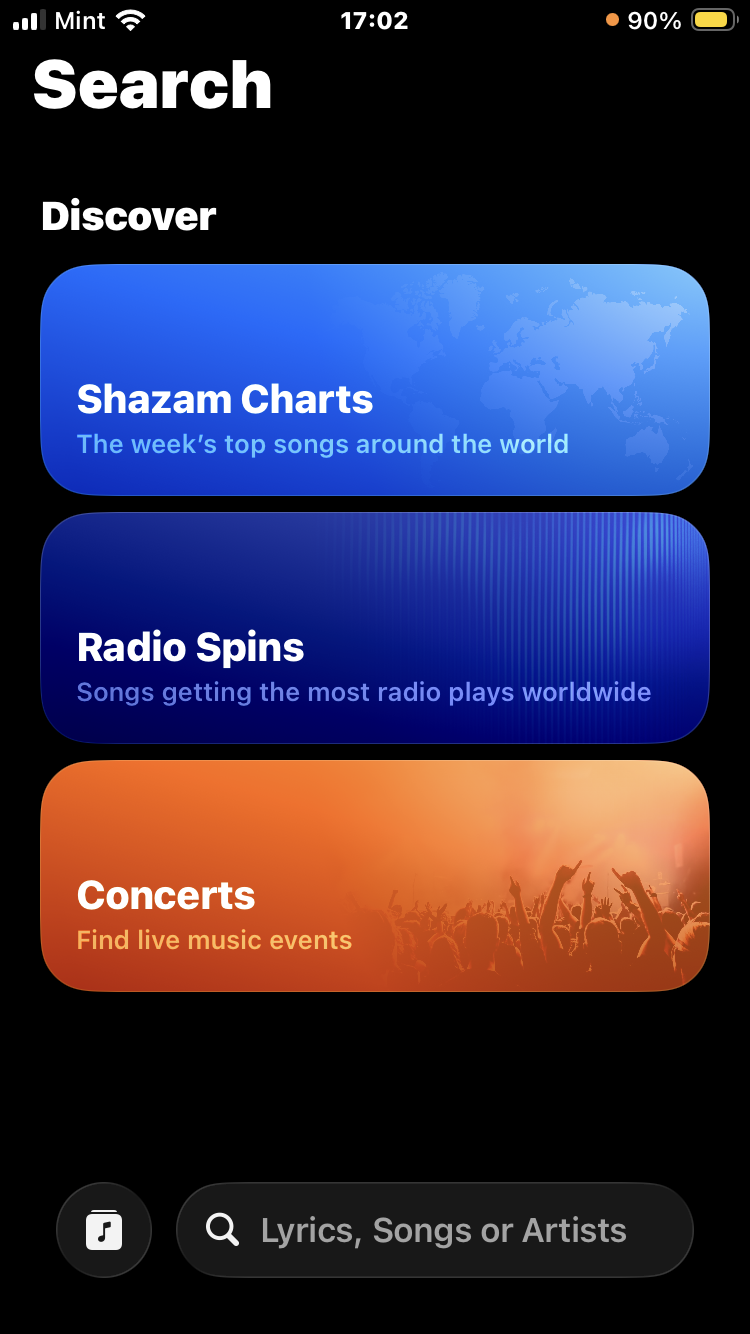 Mint 17:02 90%
Search
Discover
Shazam Charts
The week’s top songs around the world
Radio Spins
Songs getting the most radio plays worldwide
Concerts
Find live music events
Lyrics, Songs or Artists